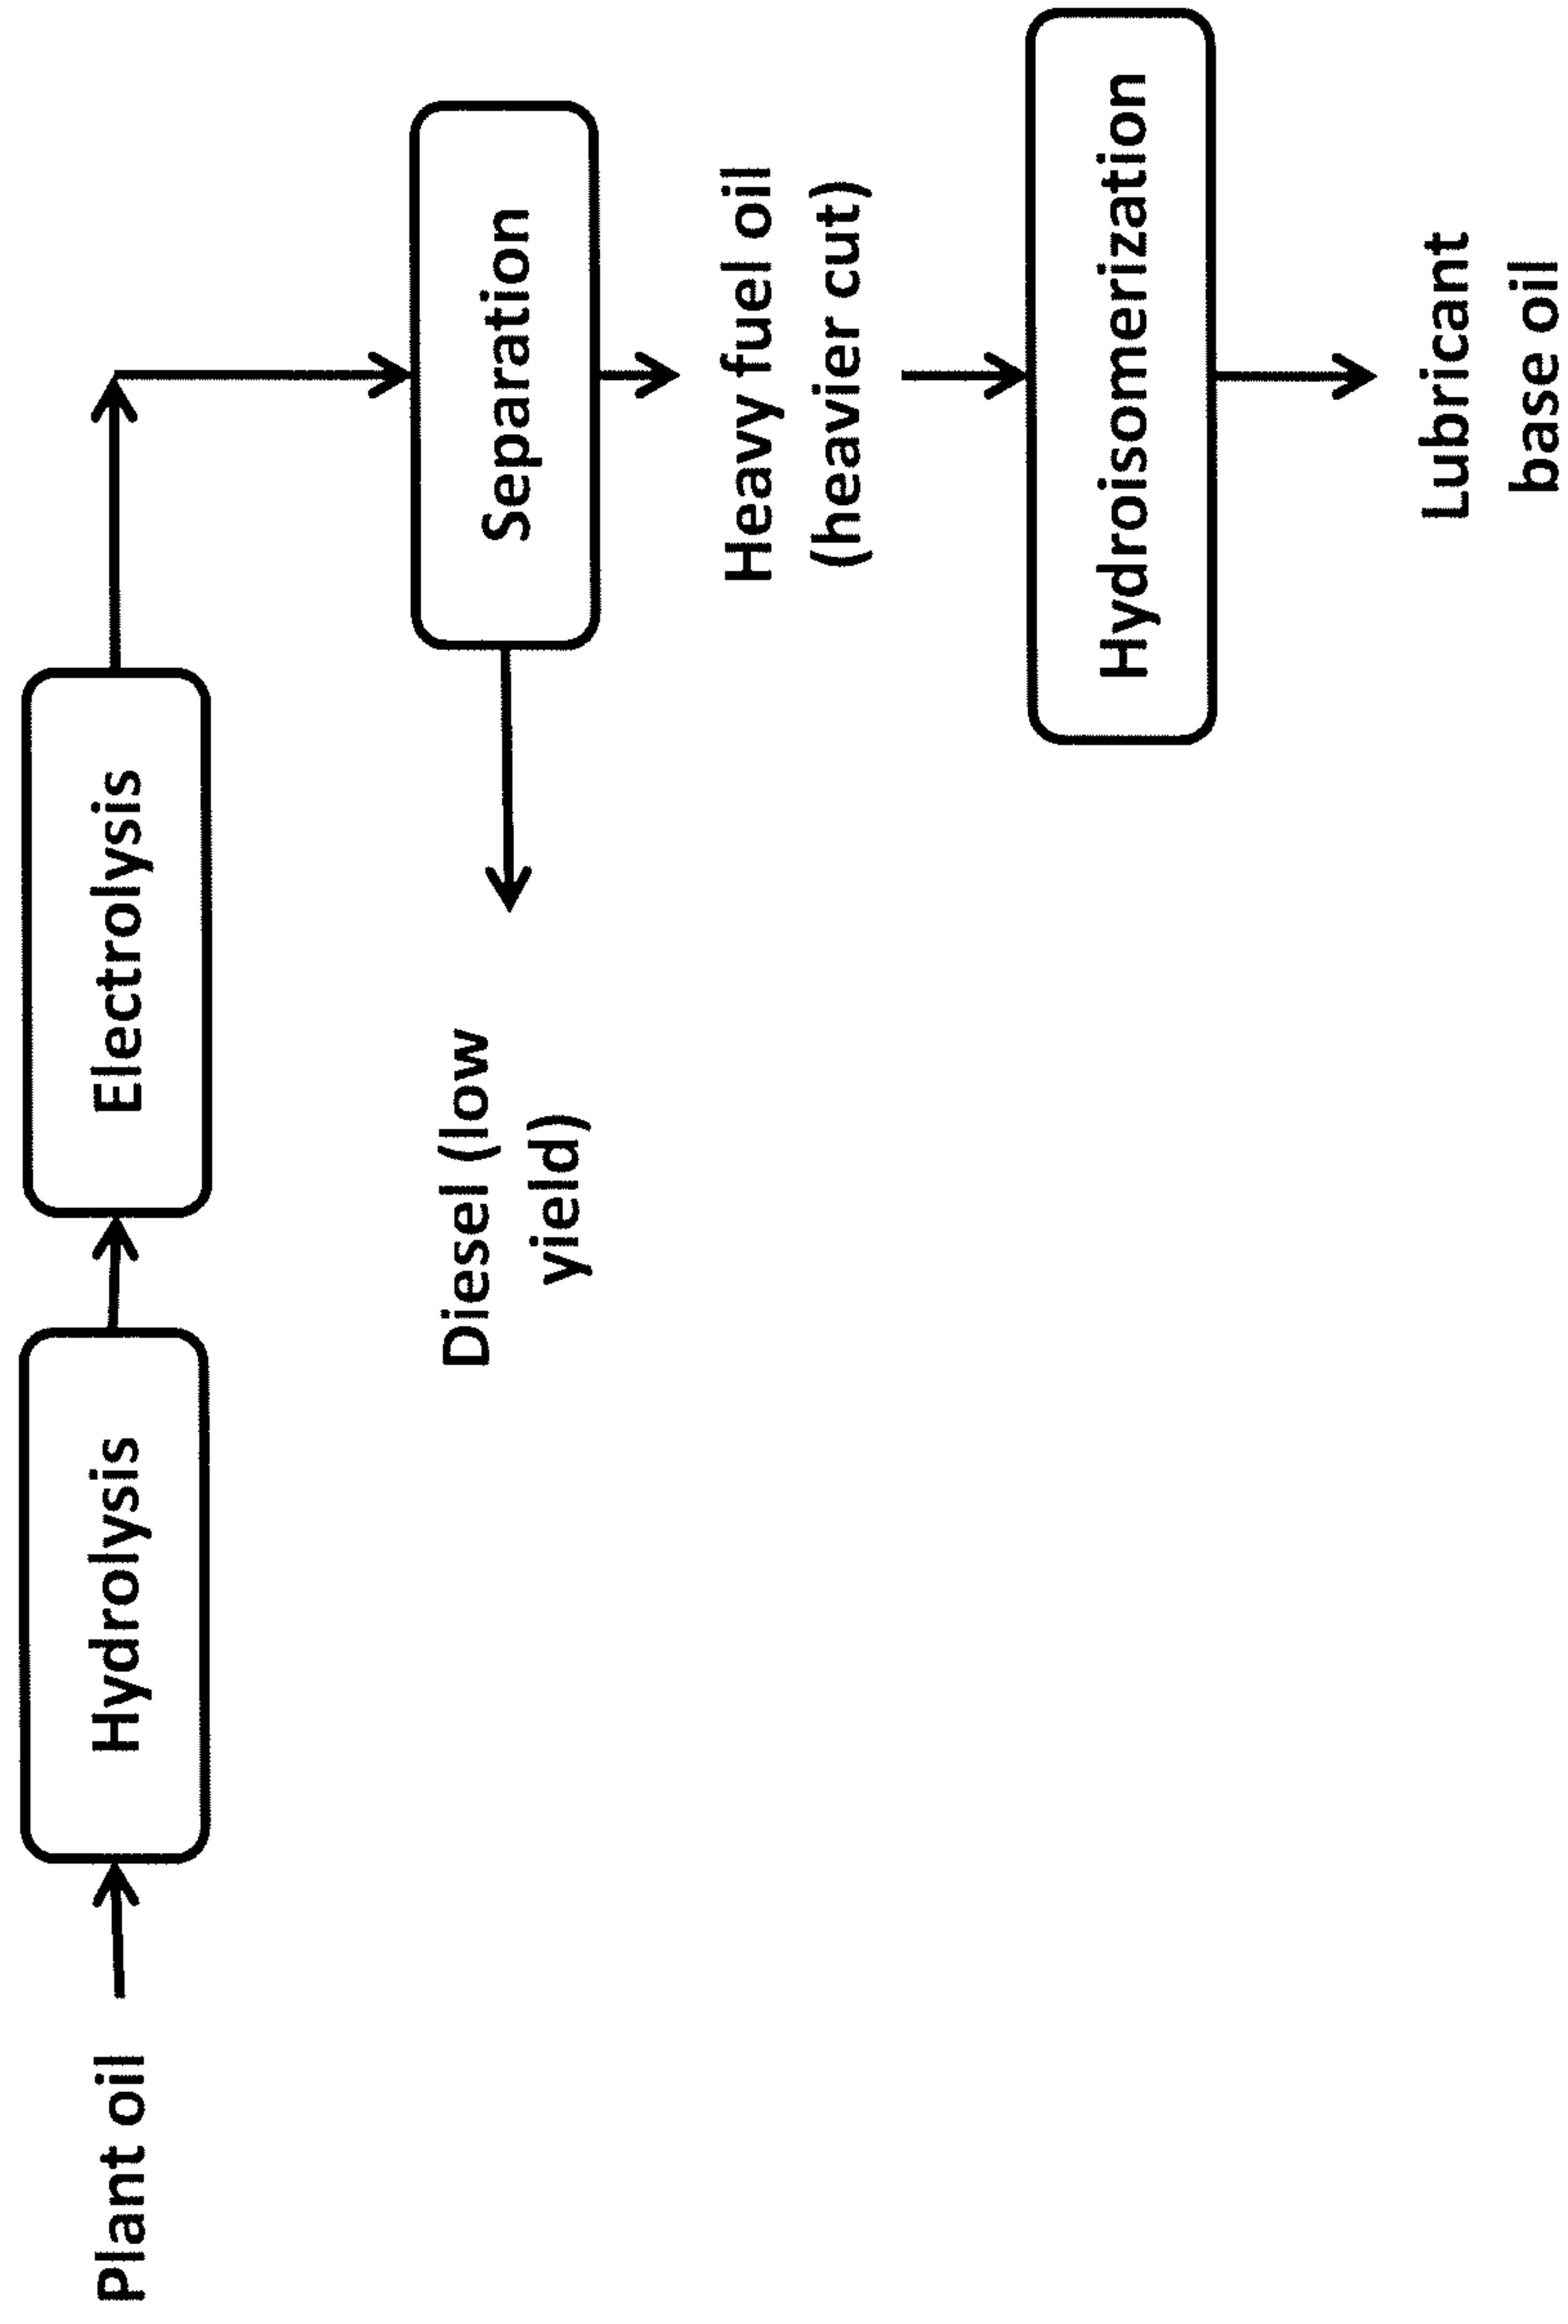 Plant oil
Hydrolysis
Electrolysis
Separation
Diesel (low
yield)
Heavy fuel oil
(heavier cut)
Hydroisomerization
Lubricant
base oil